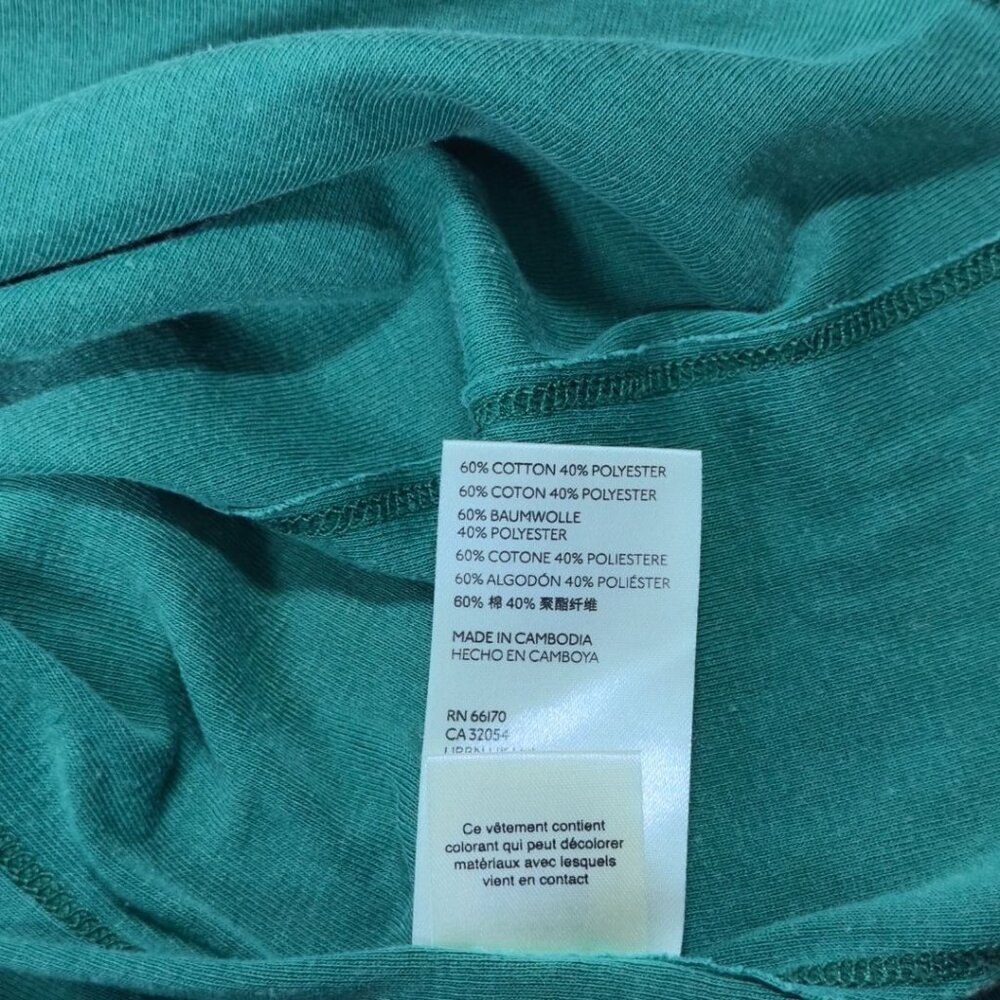 60% COTTON 40% POLYESTER
60% COTON 40% POLYESTER
60% BAUMWOLLE
40% POLYESTER
60% COTONE 40% POLIESTERE
60% ALGODÓN 40% POLIÉSTER
60% 棉 40% 聚酯纤维
MADE IN CAMBODIA
HECHO EN CAMBOYA
RN 66170
CA 32054
Ce vêtement contient
colorant qui peut décolorer
matériaux avec lesquels
vient en contact